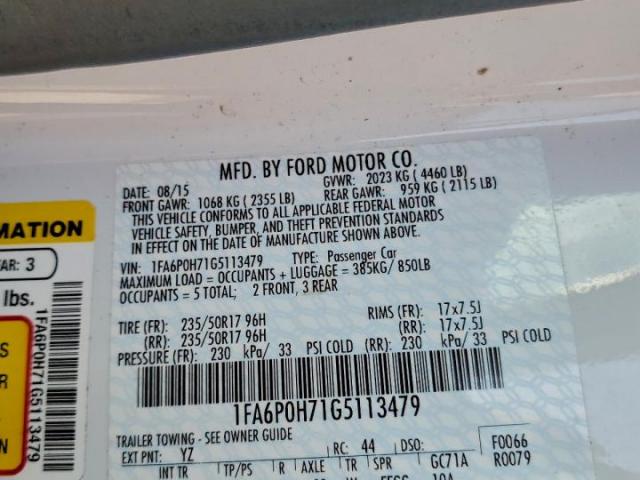 MFD. BY FORD MOTOR CO.
DATE: 08/15 GVWR: 2023 KG ( 4460 LB)
FRONT GAWR: 1068 KG ( 2355 LB) REAR GAWR: 959 KG ( 2115 LB)
THIS VEHICLE CONFORMS TO ALL APPLICABLE FEDERAL MOTOR
VEHICLE SAFETY, BUMPER, AND THEFT PREVENTION STANDARDS
IN EFFECT ON THE DATE OF MANUFACTURE SHOWN ABOVE.
VIN: 1FA6P0H71G5113479 TYPE: Passenger Car
MAXIMUM LOAD = OCCUPANTS + LUGGAGE = 385KG/ 850LB
OCCUPANTS = 5 TOTAL; 2 FRONT, 3 REAR
TIRE (FR): 235/50R17 96H RIMS (FR): 17x7.5J
(RR): 235/50R17 96H (RR): 17x7.5J
PRESSURE (FR): 230 kPa/ 33 PSI COLD (RR): 230 kPa/ 33 PSI COLD
1FA6P0H71G5113479
TRAILER TOWING - SEE OWNER GUIDE
EXT PNT: YZ RC: 44 DSO: F0066
INT TR TP/PS R AXLE TR SPR GC71A R0079
MATION
AR: 3
lbs.
S
R
1FA6P0H71G5113479